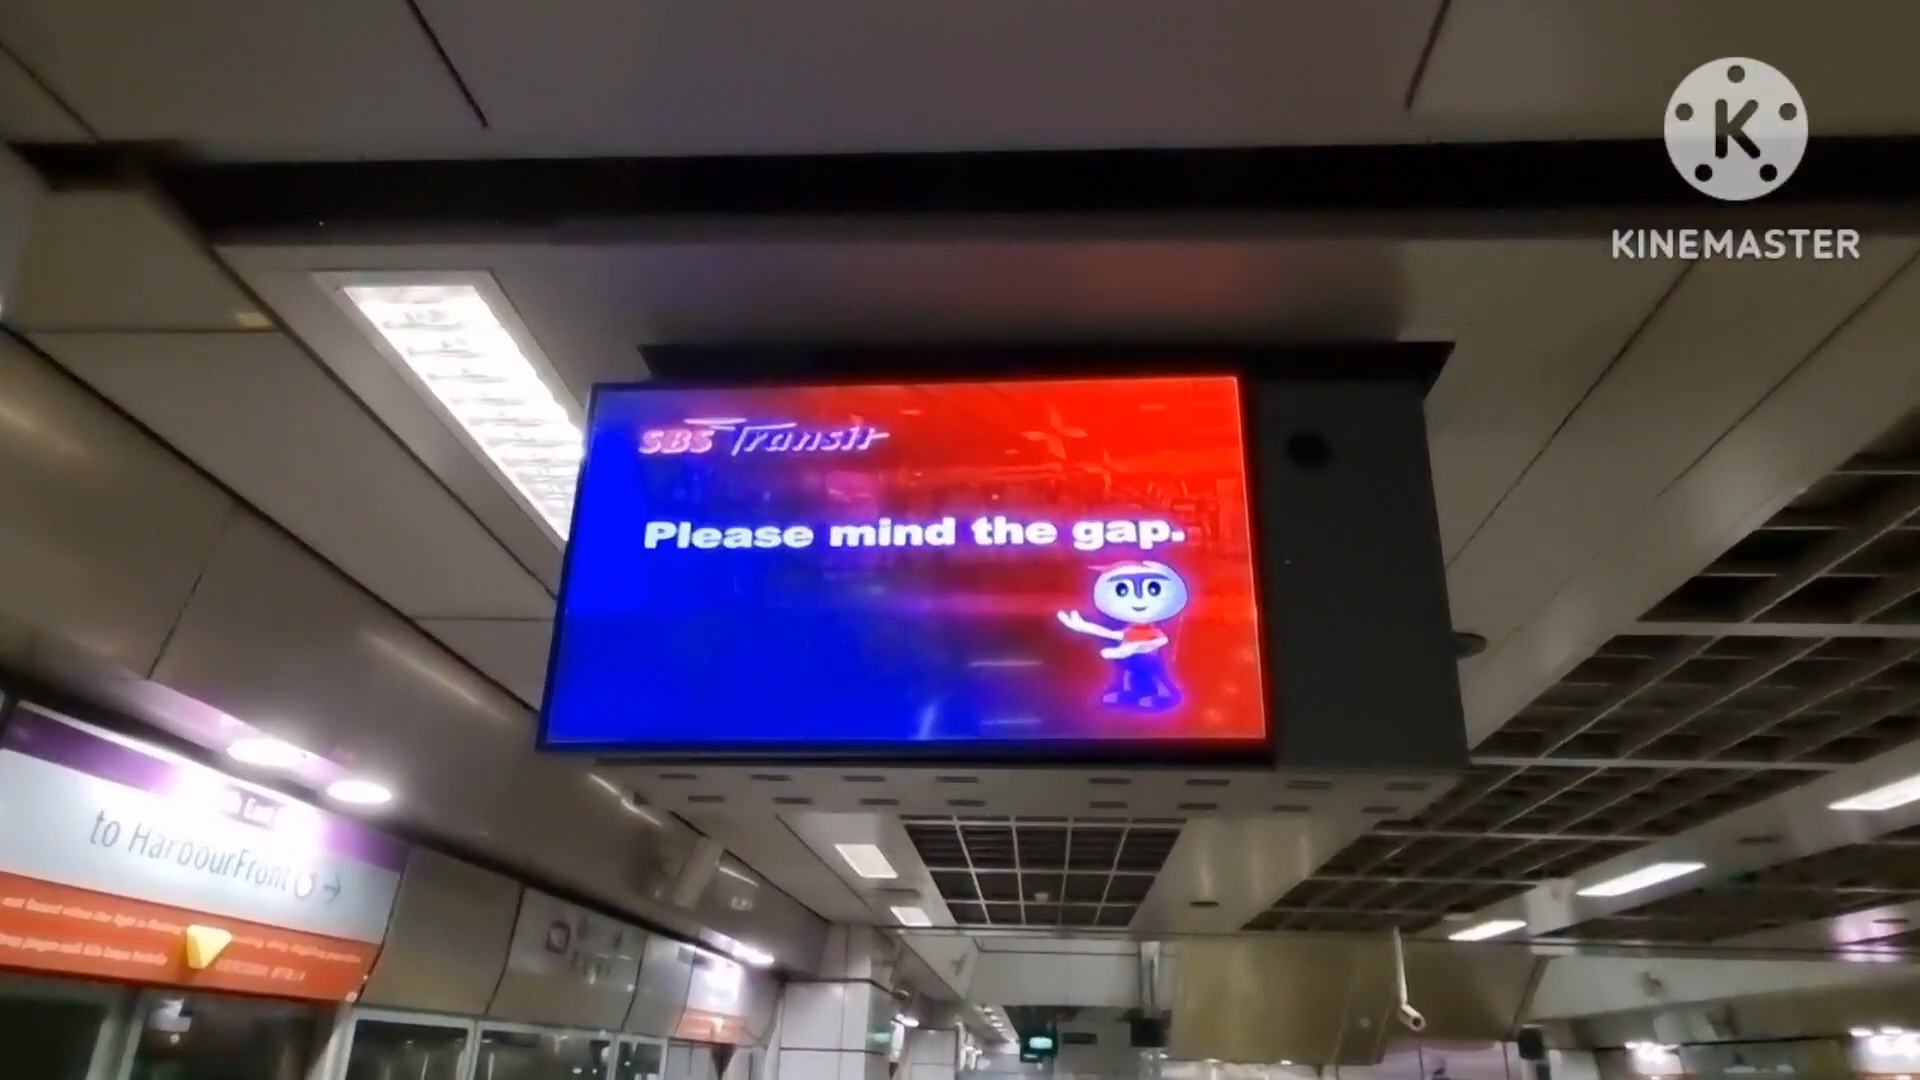 K
KINEMASTER
SBS Transit
Please mind the gap.
to HarbourFront